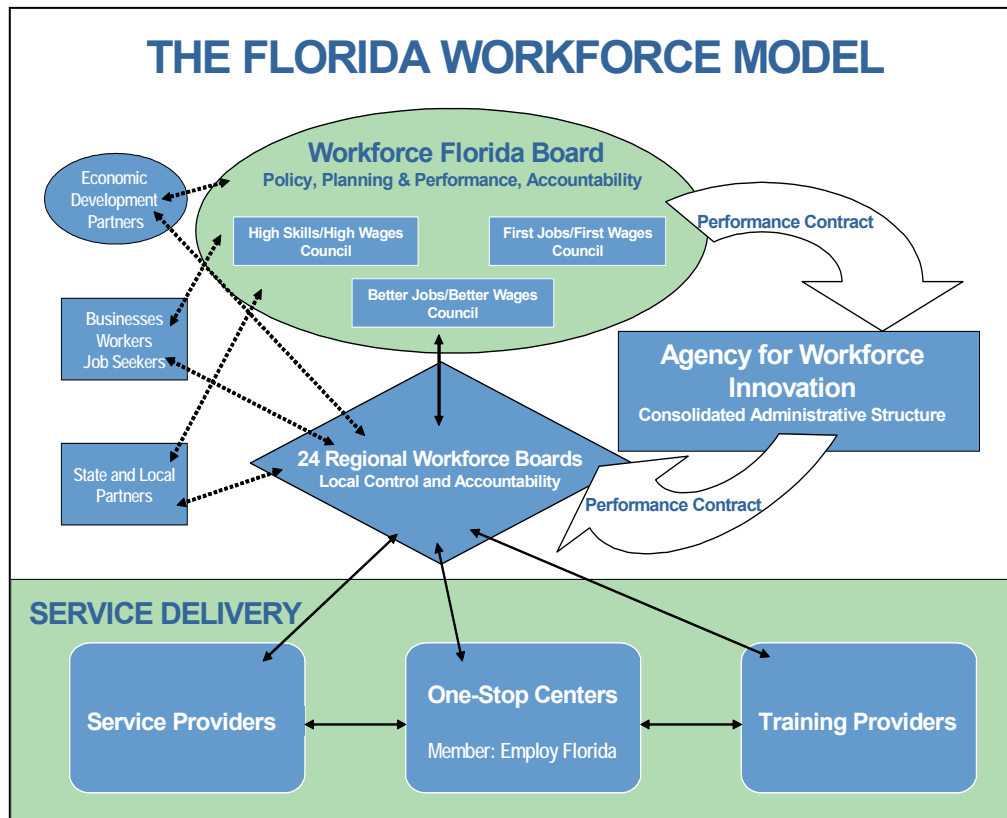 THE FLORIDA WORKFORCE MODEL
Workforce Florida Board
Policy, Planning & Performance, Accountability
Economic
Development
Partners
High Skills/High Wages
Council
First Jobs/First Wages
Council
Better Jobs/Better Wages
Council
Performance Contract
Businesses
Workers
Job Seekers
Agency for Workforce
Innovation
Consolidated Administrative Structure
State and Local
Partners
24 Regional Workforce Boards
Local Control and Accountability
Performance Contract
SERVICE DELIVERY
Service Providers
One-Stop Centers
Member: Employ Florida
Training Providers